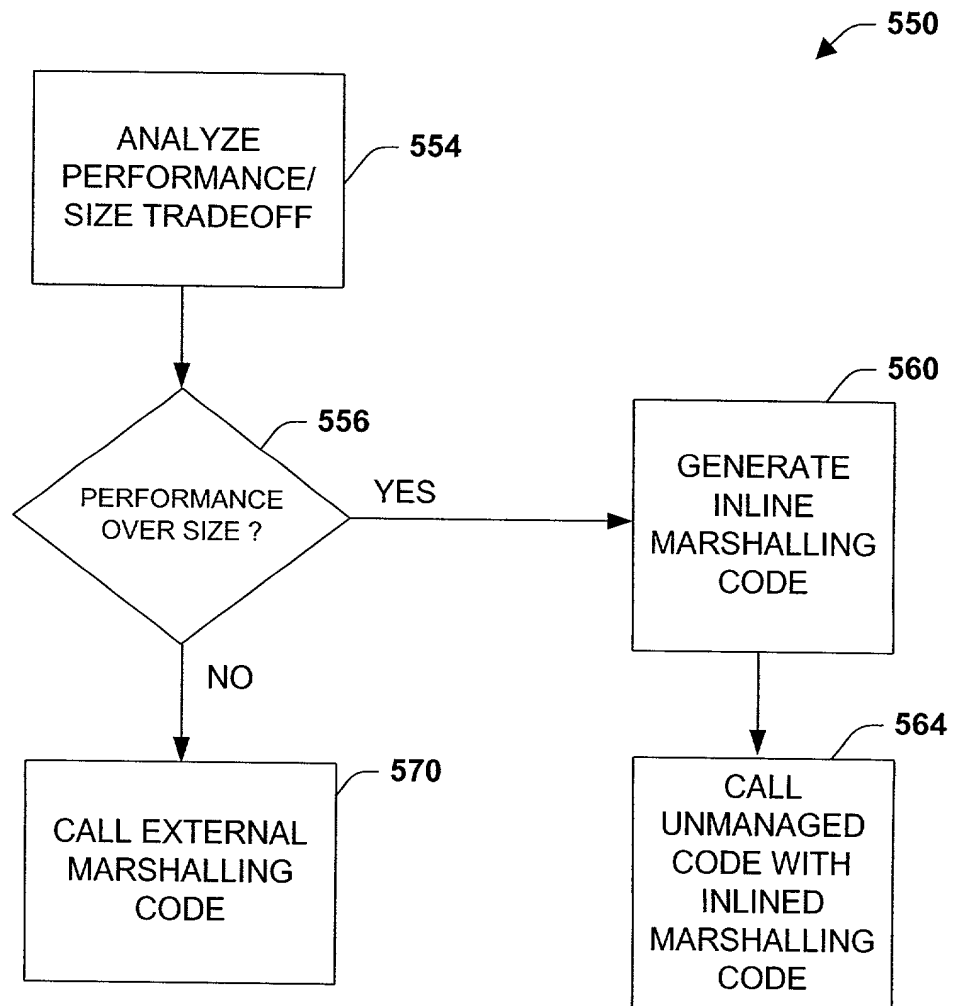 550
ANALYZE
PERFORMANCE/
SIZE TRADEOFF
554
556
PERFORMANCE
OVER SIZE ?
YES
NO
560
GENERATE
INLINE
MARSHALLING
CODE
570
CALL EXTERNAL
MARSHALLING
CODE
564
CALL
UNMANAGED
CODE WITH
INLINED
MARSHALLING
CODE